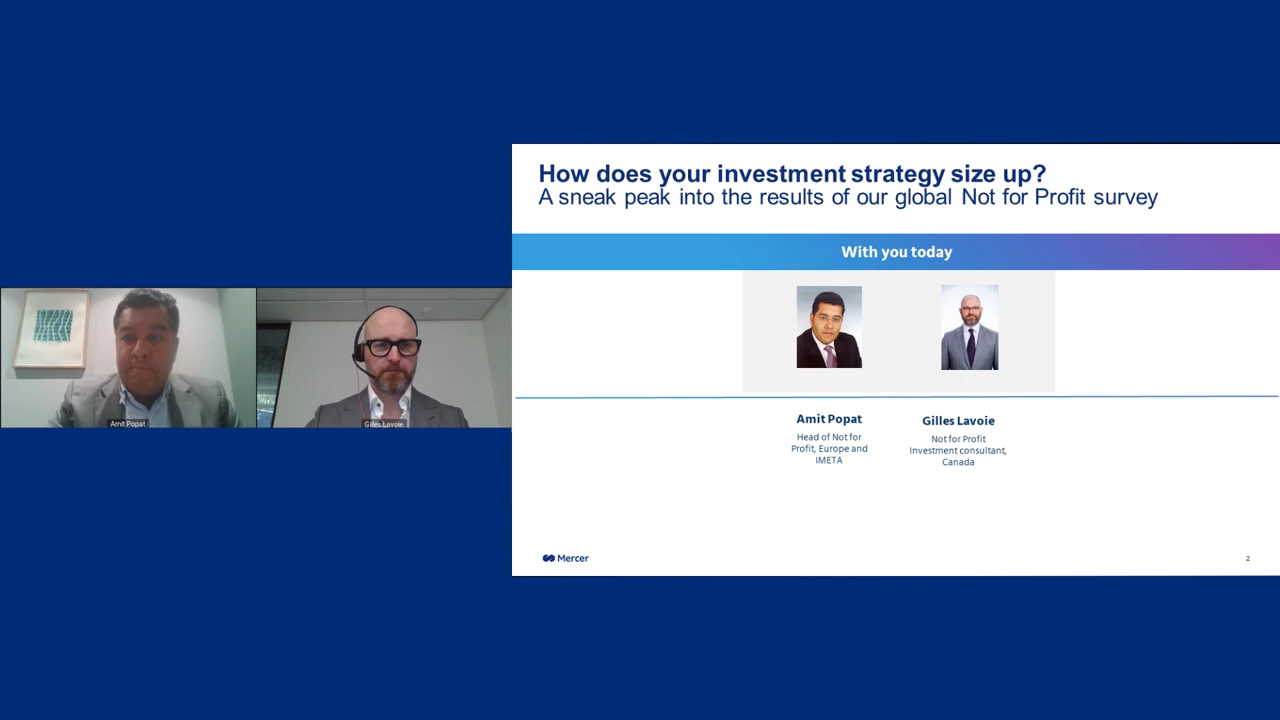 How does your investment strategy size up?
A sneak peak into the results of our global Not for Profit survey
With you today
Amit Popat
Gilles Lavoie
Amit Popat
Head of Not for
Profit, Europe and
IMETA
Gilles Lavoie
Not for Profit
Investment consultant,
Canada
Mercer
2